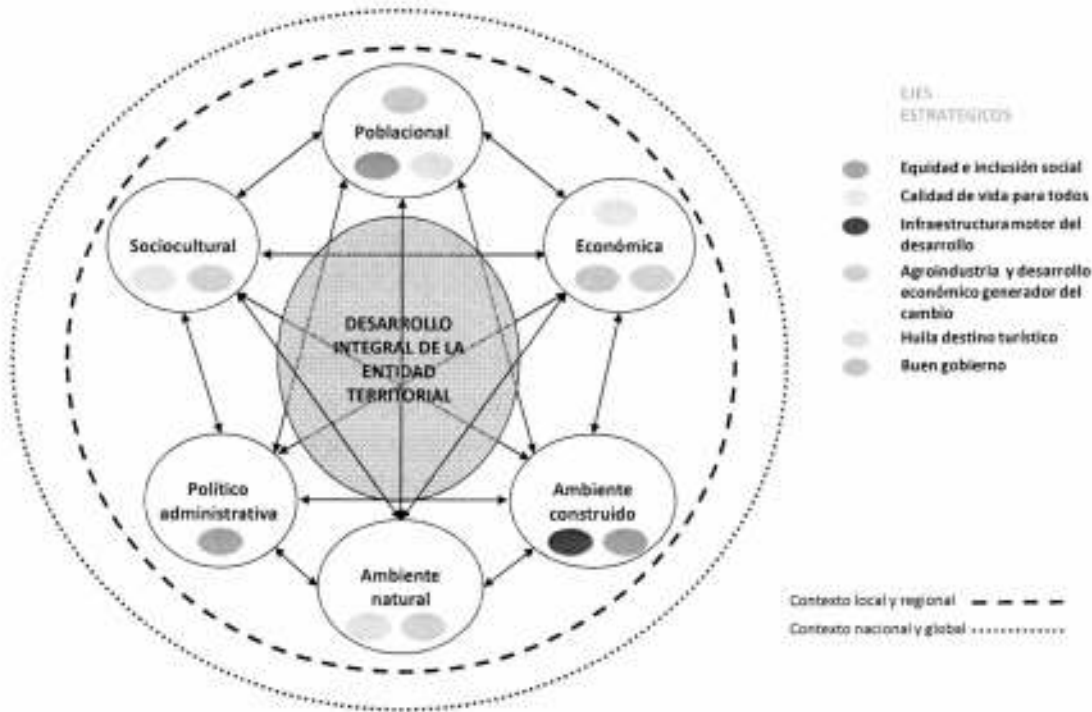 Poblacional
Sociocultural
Económica
DESARROLLO
INTEGRAL DE LA
ENTIDAD
TERRITORIAL
Político
administrativa
Ambiente
construido
Ambiente
natural
EJES
ESTRATEGICOS
Equidad e inclusión social
Calidad de vida para todos
Infraestructura motor del
desarrollo
Agroindustria y desarrollo
económico generador del
cambio
Huila destino turístico
Buen gobierno
Contexto local y regional
Contexto nacional y global